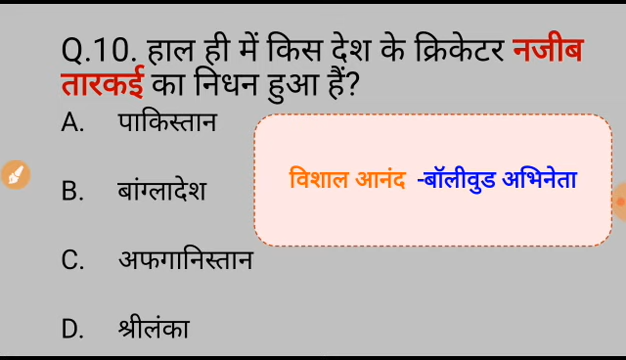 Q.10. हाल ही में किस देश के क्रिकेटर नजीब
तारकई का निधन हुआ हैं?
A. पाकिस्तान
विशाल आनंद -बॉलीवुड अभिनेता
B. बांग्लादेश
C. अफगानिस्तान
D. श्रीलंका